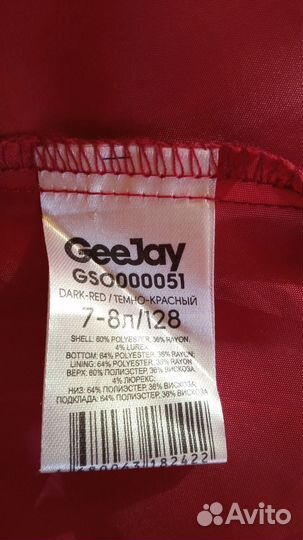 GeeJay
GSO000051
DARK-RED / ТЕМНО-КРАСНЫЙ
7-8л/128
SHELL: 60% POLYESTER, 36% RAYON,
4% LUREX
BOTTOM: 64% POLYESTER, 36% RAYON;
LINING: 64% POLYESTER, 36% RAYON
ВЕРХ: 60% ПОЛИЭСТЕР, 36% ВИСКОЗА,
4% ЛЮРЕКС;
НИЗ: 64% ПОЛИЭСТЕР, 36% ВИСКОЗА;
ПОДКЛАДА: 64% ПОЛИЭСТЕР, 36% ВИСКОЗА
182422
Avito